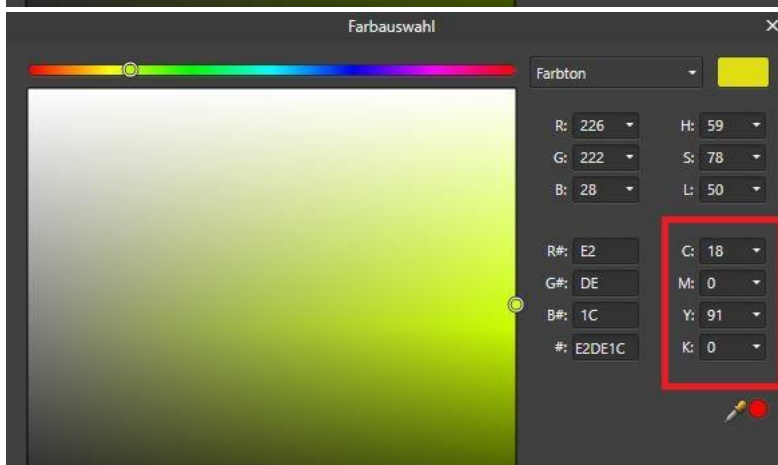 Farbauswahl ×
Farbton
R: 226 H: 59
G: 222 S: 78
B: 28 L: 50
R#: E2 C: 18
G#: DE M: 0
B#: 1C Y: 91
#: E2DE1C K: 0